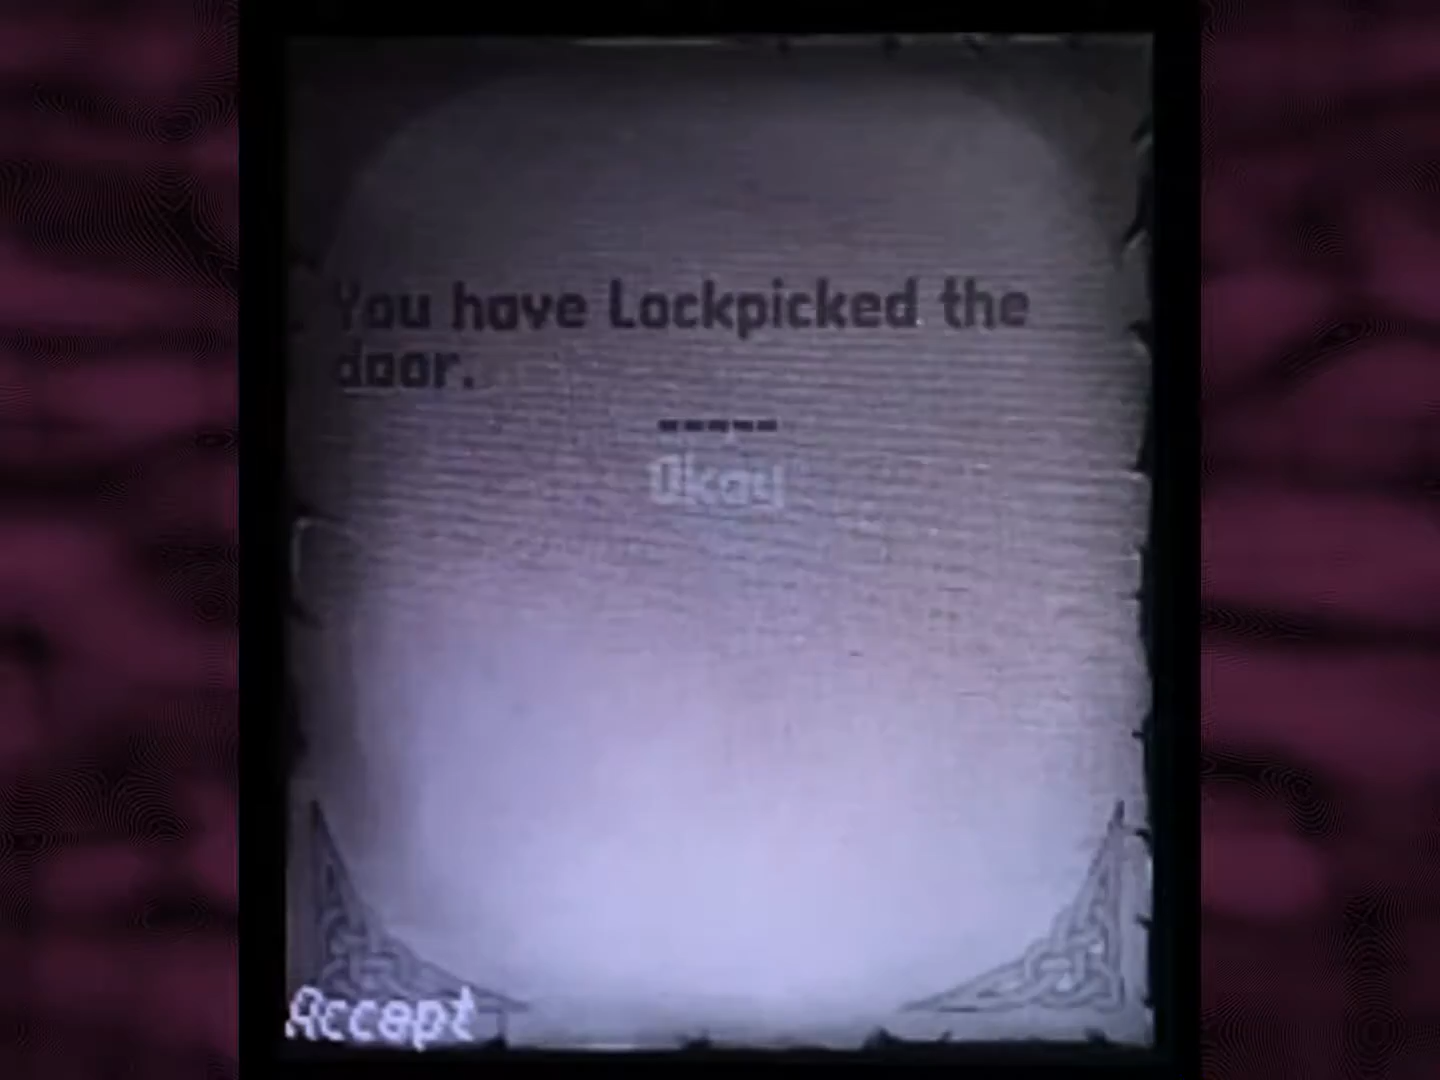 You have Lockpicked the
door.
-----
Okay
Accept